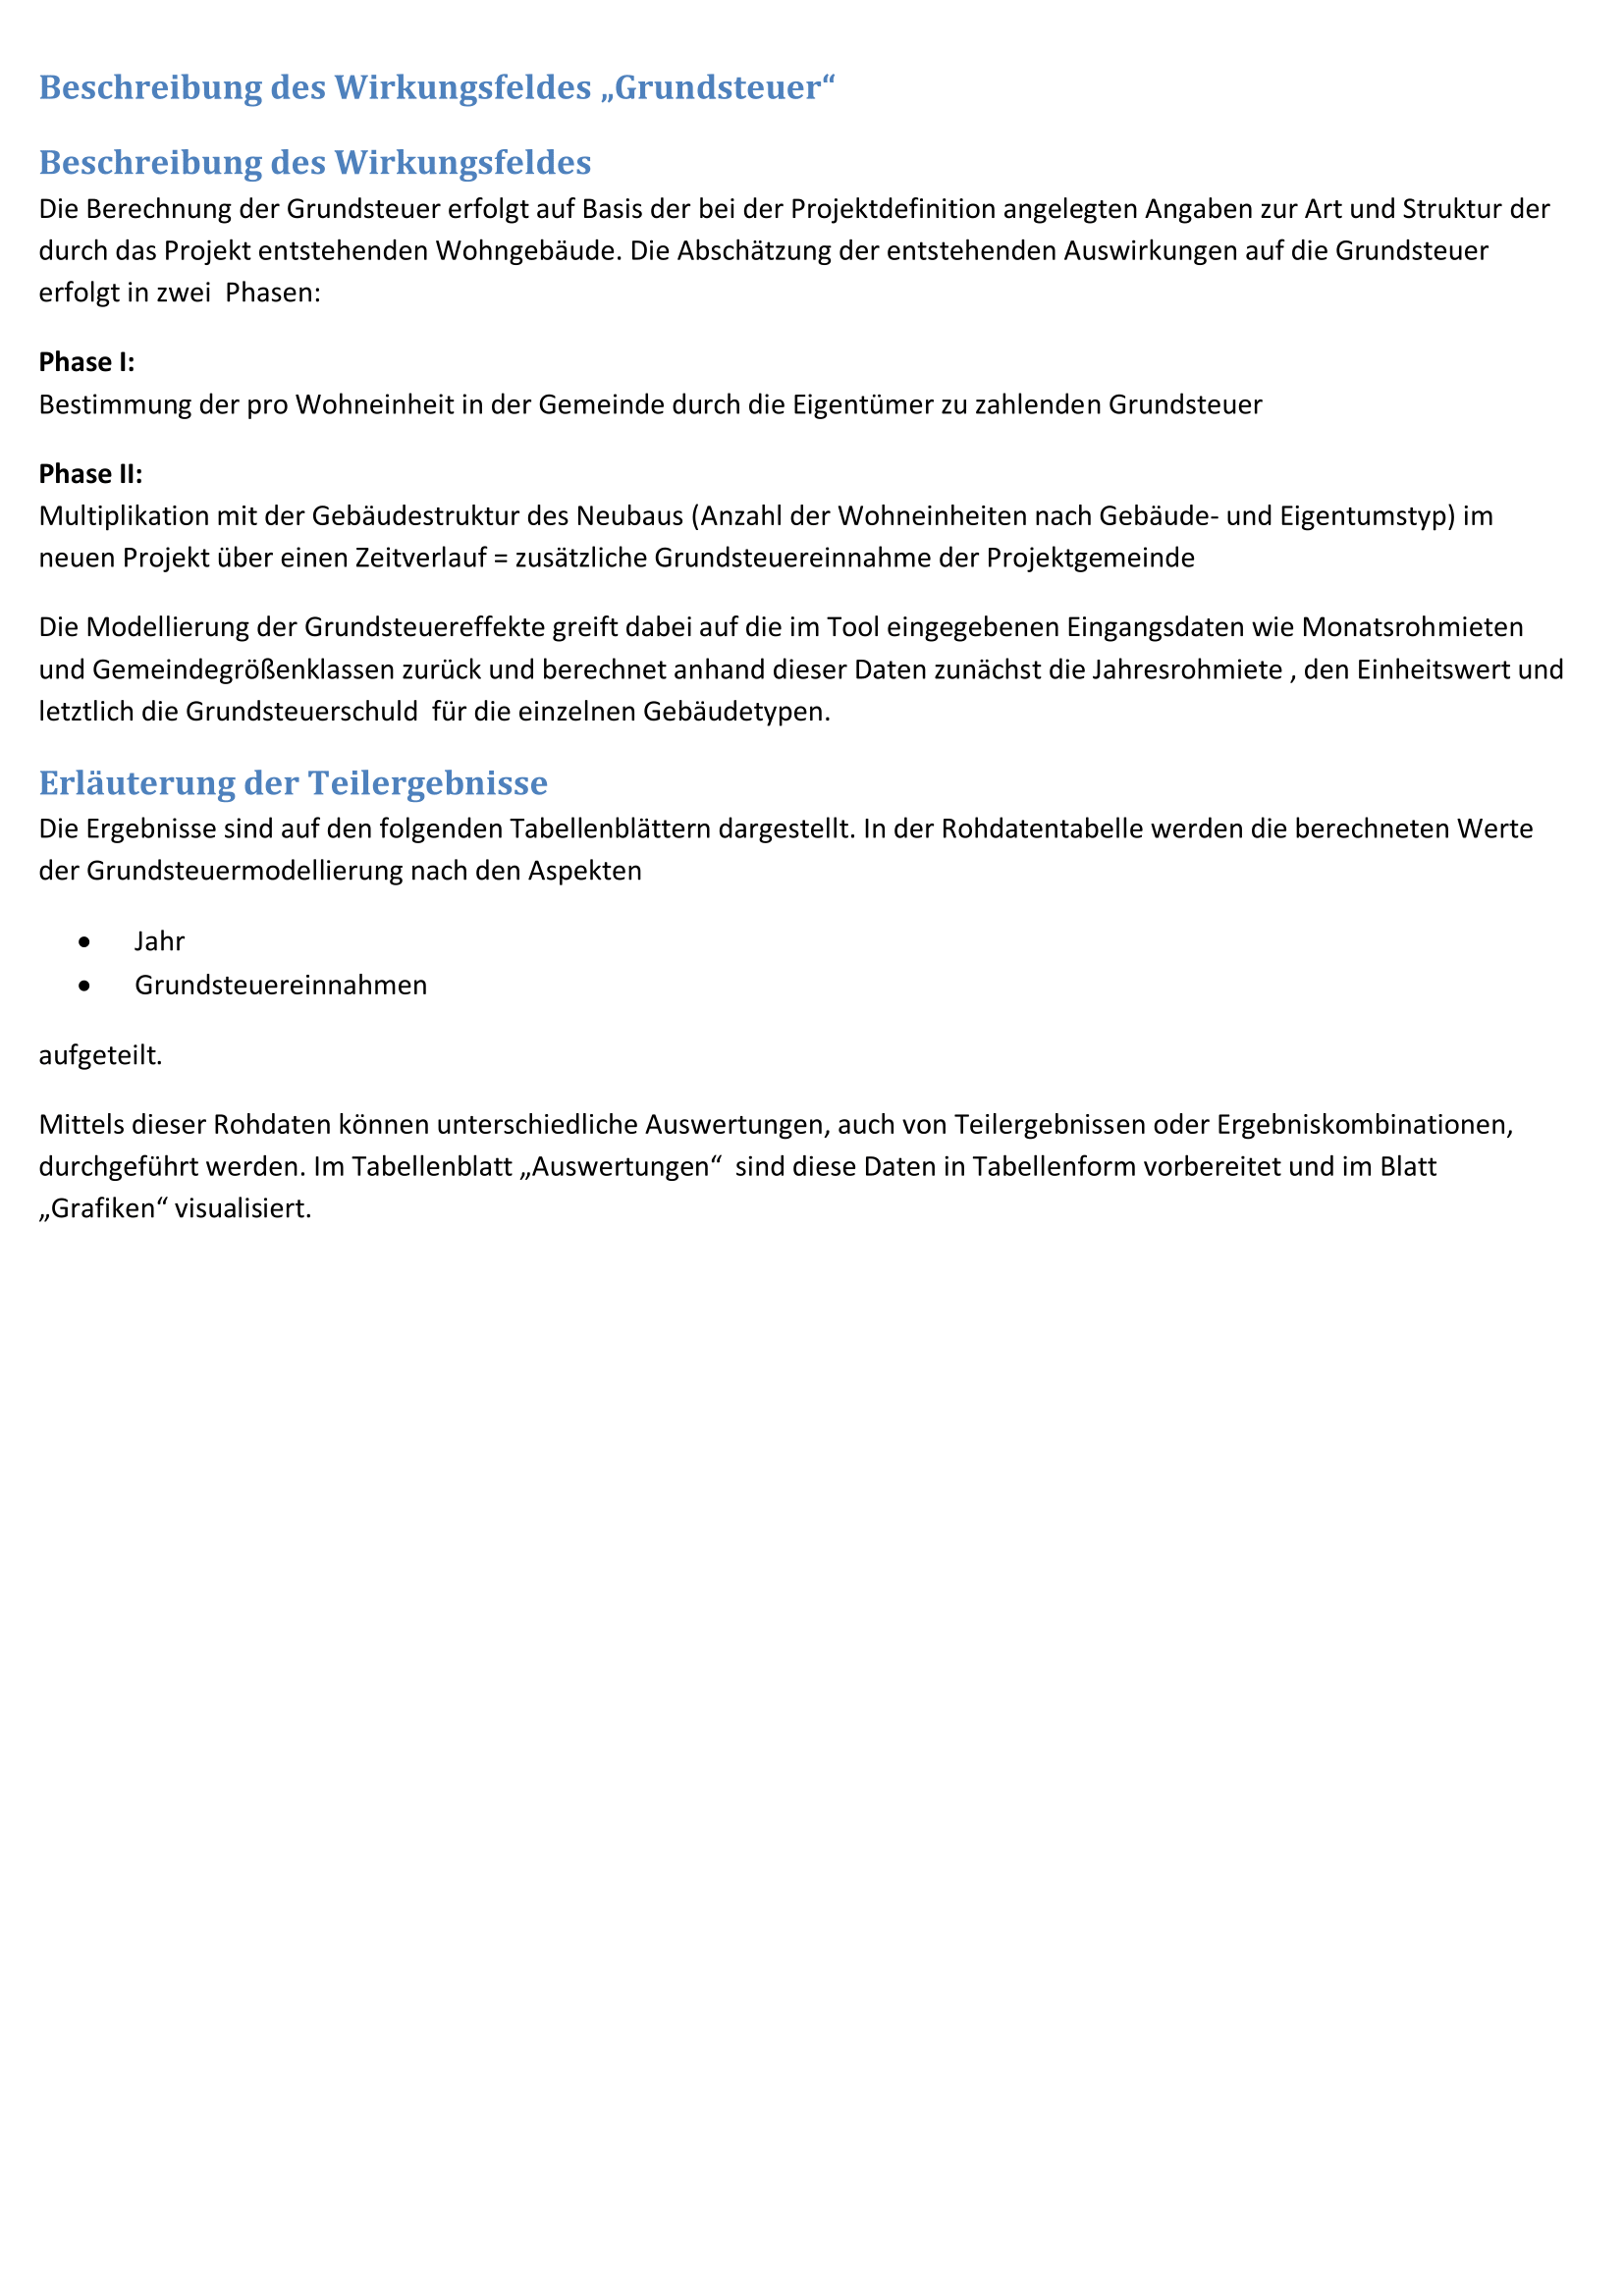 Beschreibung des Wirkungsfeldes „Grundsteuer“
Beschreibung des Wirkungsfeldes
Die Berechnung der Grundsteuer erfolgt auf Basis der bei der Projektdefinition angelegten Angaben zur Art und Struktur der
durch das Projekt entstehenden Wohngebäude. Die Abschätzung der entstehenden Auswirkungen auf die Grundsteuer
erfolgt in zwei  Phasen:
Phase I:
Bestimmung der pro Wohneinheit in der Gemeinde durch die Eigentümer zu zahlenden Grundsteuer
Phase II:
Multiplikation mit der Gebäudestruktur des Neubaus (Anzahl der Wohneinheiten nach Gebäude- und Eigentumstyp) im
neuen Projekt über einen Zeitverlauf = zusätzliche Grundsteuereinnahme der Projektgemeinde
Die Modellierung der Grundsteuereffekte greift dabei auf die im Tool eingegebenen Eingangsdaten wie Monatsrohmieten
und Gemeindegrößenklassen zurück und berechnet anhand dieser Daten zunächst die Jahresrohmiete , den Einheitswert und
letztlich die Grundsteuerschuld  für die einzelnen Gebäudetypen.
Erläuterung der Teilergebnisse
Die Ergebnisse sind auf den folgenden Tabellenblättern dargestellt. In der Rohdatentabelle werden die berechneten Werte
der Grundsteuermodellierung nach den Aspekten
• Jahr
• Grundsteuereinnahmen
aufgeteilt.
Mittels dieser Rohdaten können unterschiedliche Auswertungen, auch von Teilergebnissen oder Ergebniskombinationen,
durchgeführt werden. Im Tabellenblatt „Auswertungen“  sind diese Daten in Tabellenform vorbereitet und im Blatt
„Grafiken“ visualisiert.